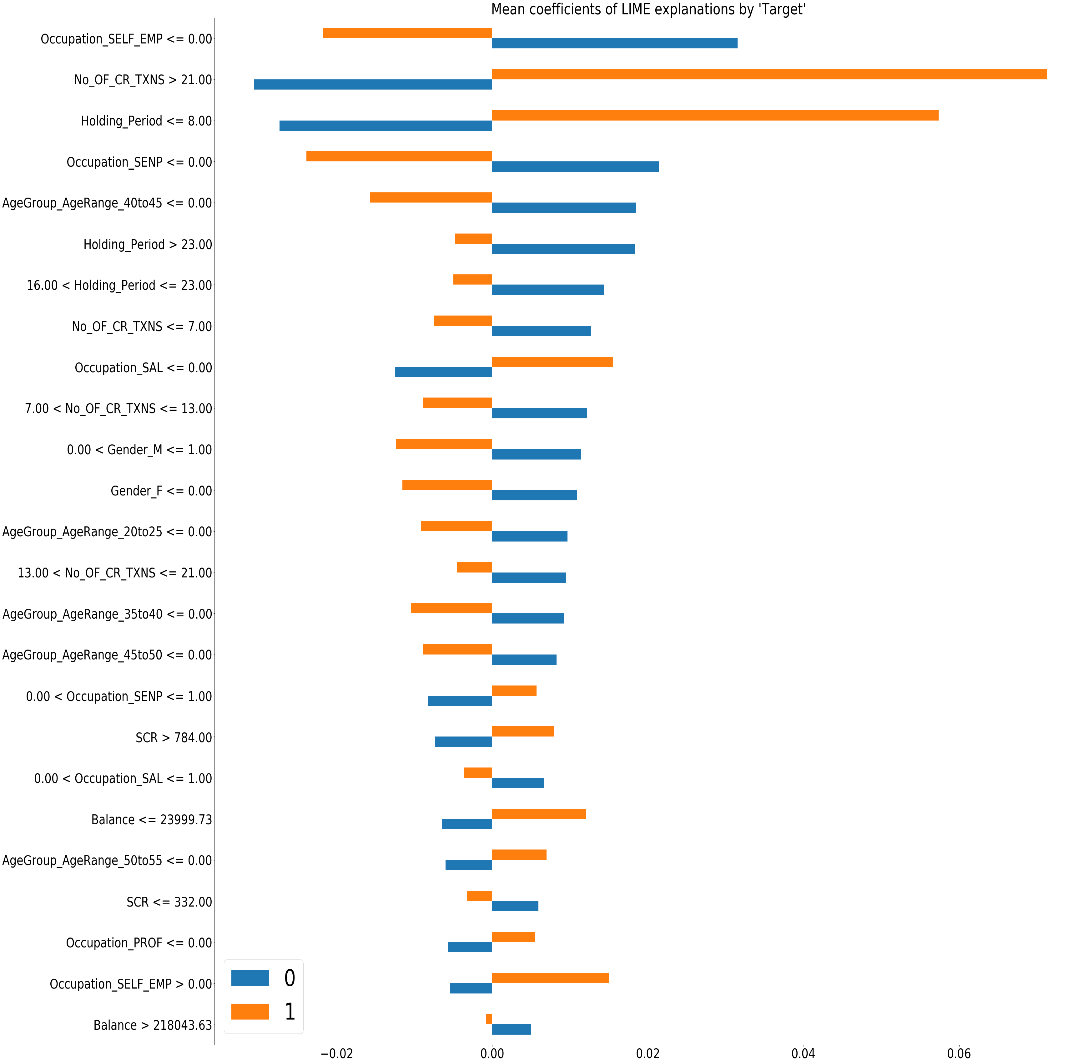 Mean coefficients of LIME explanations by 'Target'
Occupation_SELF_EMP <= 0.00
No_OF_CR_TXNS > 21.00
Holding_Period <= 8.00
Occupation_SENP <= 0.00
AgeGroup_AgeRange_40to45 <= 0.00
Holding_Period > 23.00
16.00 < Holding_Period <= 23.00
No_OF_CR_TXNS <= 7.00
Occupation_SAL <= 0.00
7.00 < No_OF_CR_TXNS <= 13.00
0.00 < Gender_M <= 1.00
Gender_F <= 0.00
AgeGroup_AgeRange_20to25 <= 0.00
13.00 < No_OF_CR_TXNS <= 21.00
AgeGroup_AgeRange_35to40 <= 0.00
AgeGroup_AgeRange_45to50 <= 0.00
0.00 < Occupation_SENP <= 1.00
SCR > 784.00
0.00 < Occupation_SAL <= 1.00
Balance <= 23999.73
AgeGroup_AgeRange_50to55 <= 0.00
SCR <= 332.00
Occupation_PROF <= 0.00
Occupation_SELF_EMP > 0.00
Balance > 218043.63
0
1
−0.02 0.00 0.02 0.04 0.06